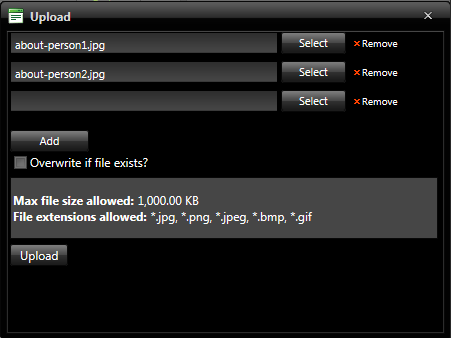 Upload
about-person1.jpg Select Remove
about-person2.jpg Select Remove
Select Remove
Add
Overwrite if file exists?
Max file size allowed: 1,000.00 KB
File extensions allowed: *.jpg, *.png, *.jpeg, *.bmp, *.gif
Upload